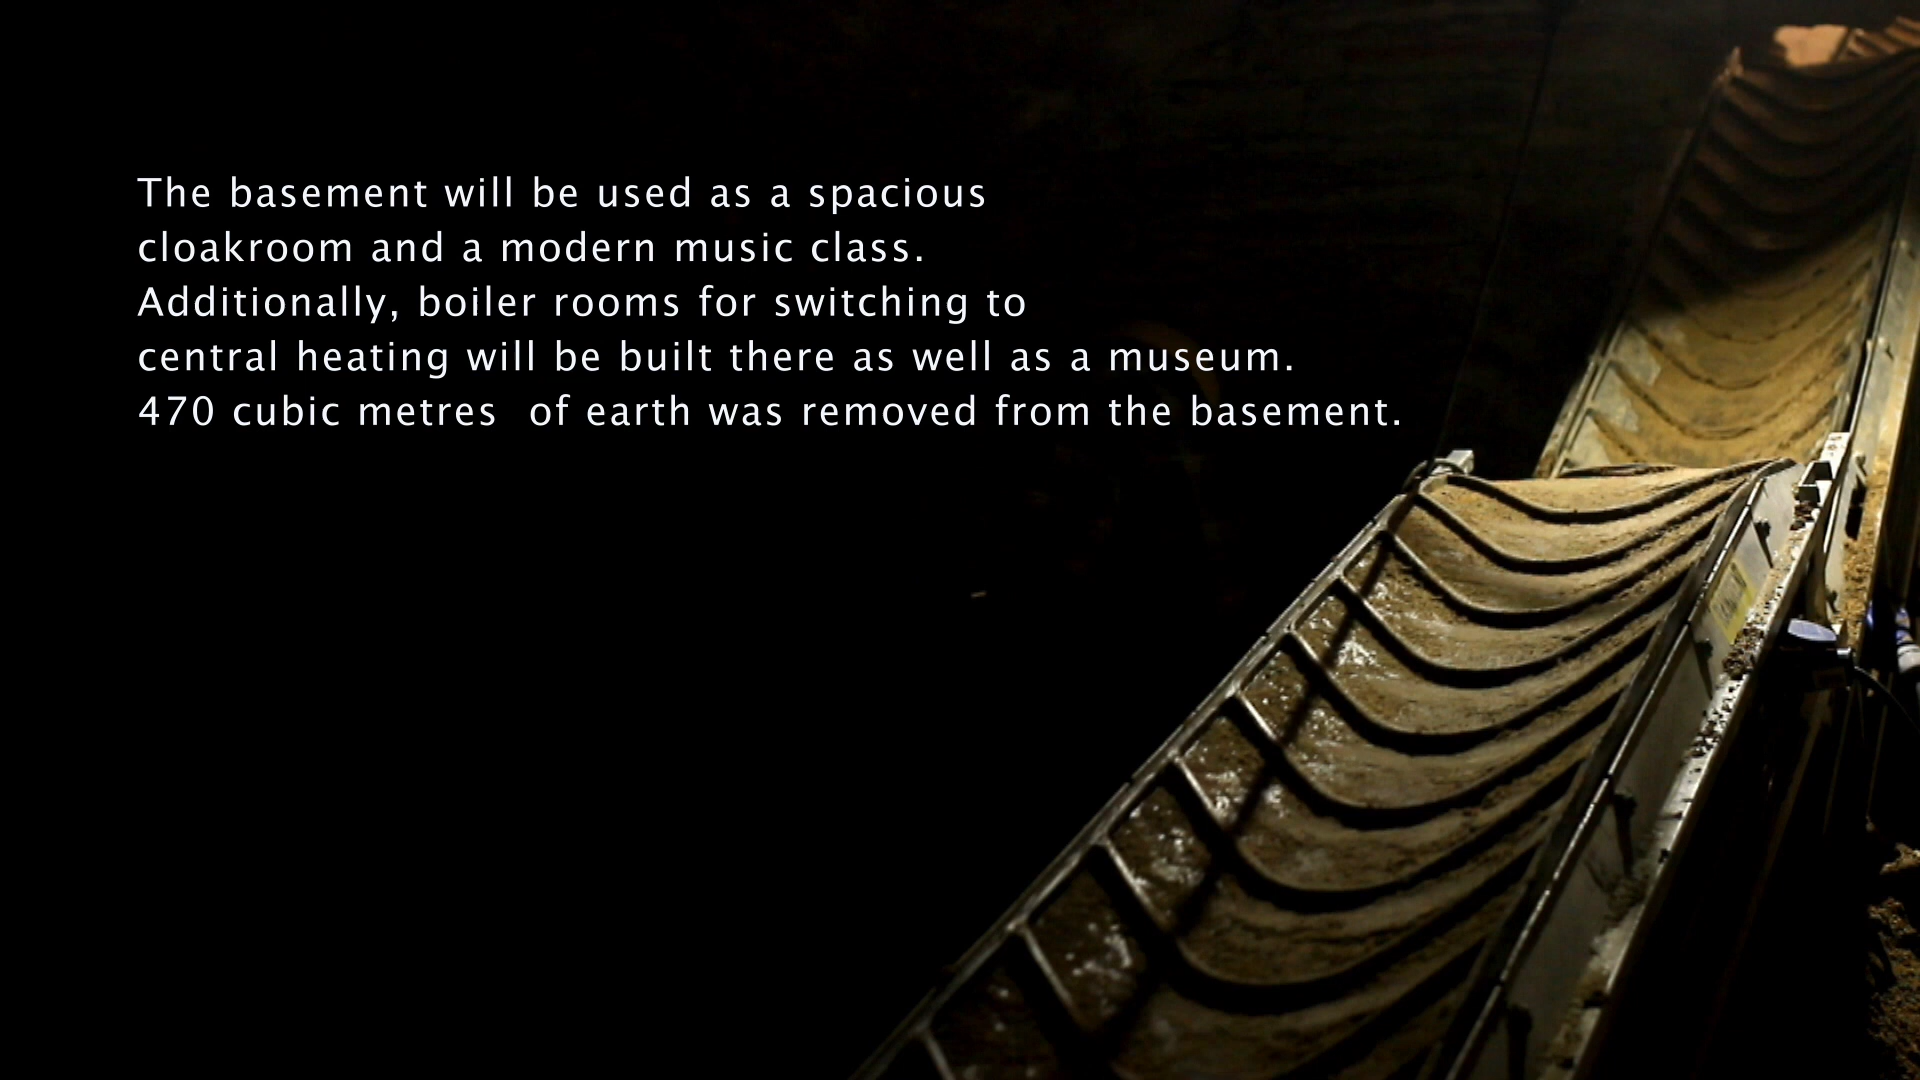 The basement will be used as a spacious
cloakroom and a modern music class.
Additionally, boiler rooms for switching to
central heating will be built there as well as a museum.
470 cubic metres  of earth was removed from the basement.